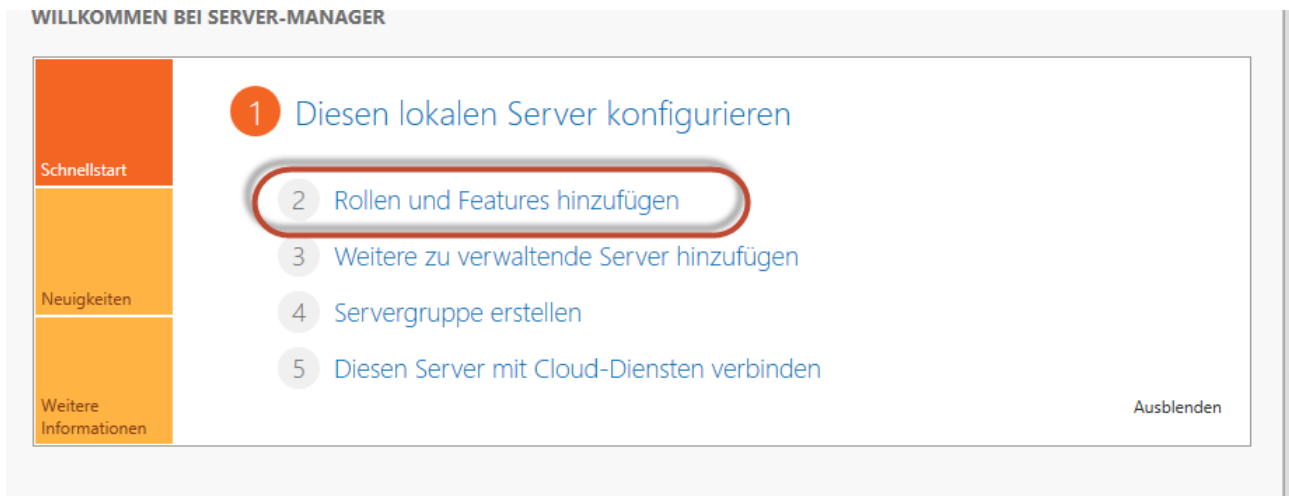 WILLKOMMEN BEI SERVER-MANAGER
1 Diesen lokalen Server konfigurieren
Schnellstart
2 Rollen und Features hinzufügen
3 Weitere zu verwaltende Server hinzufügen
Neuigkeiten
4 Servergruppe erstellen
5 Diesen Server mit Cloud-Diensten verbinden
Weitere
Informationen
Ausblenden